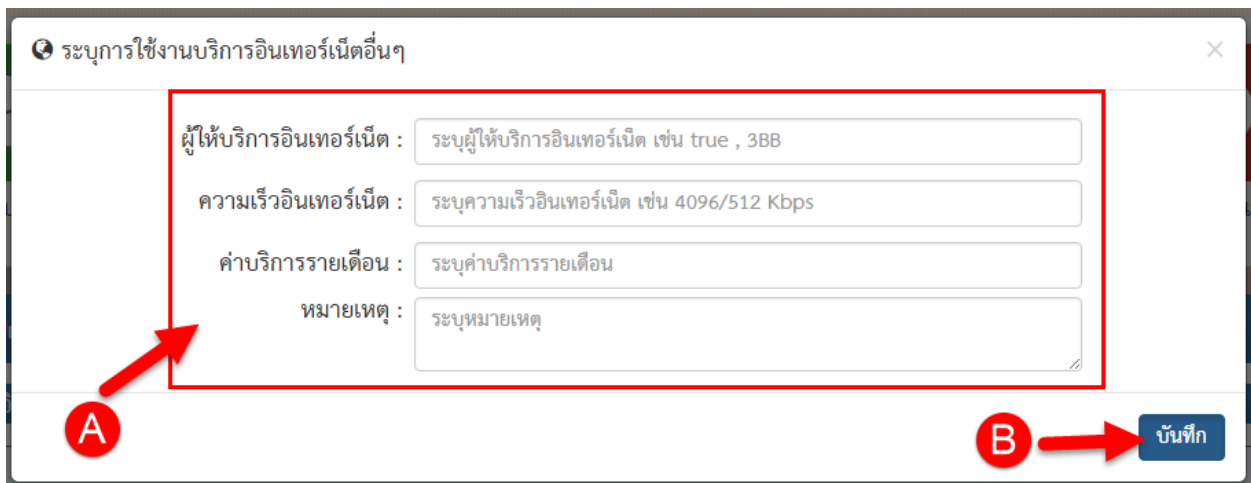 ระบุการใช้งานบริการอินเทอร์เน็ตอื่นๆ ×
ผู้ให้บริการอินเทอร์เน็ต : ระบุผู้ให้บริการอินเทอร์เน็ต เช่น true , 3BB
ความเร็วอินเทอร์เน็ต : ระบุความเร็วอินเทอร์เน็ต เช่น 4096/512 Kbps
ค่าบริการรายเดือน : ระบุค่าบริการรายเดือน
หมายเหตุ : ระบุหมายเหตุ
A
B บันทึก